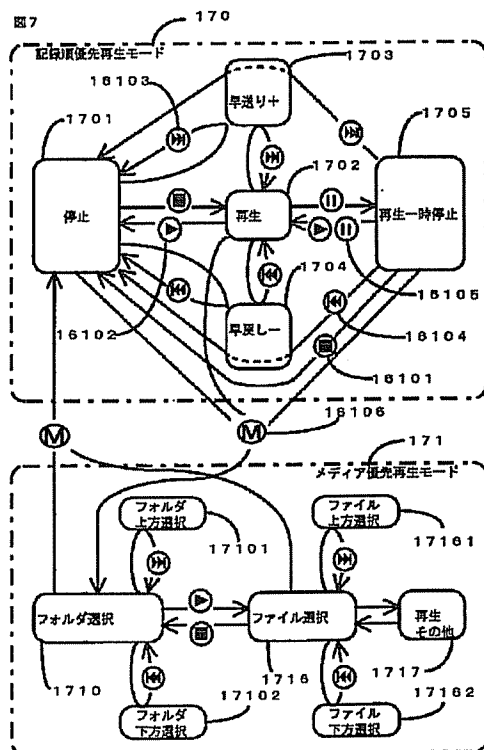 図7
170
記録順優先再生モード
16103
1703
早送り+
1701
1705
1702
停止
再生
再生一時停止
1704
早戻し-
16102
16105
16104
16101
16106
M
M
171
メディア優先再生モード
フォルダ
上方選択
ファイル
上方選択
17101
17161
フォルダ選択
ファイル選択
再生
その他
1710
17102
1716
1717
17162
フォルダ
下方選択
ファイル
下方選択